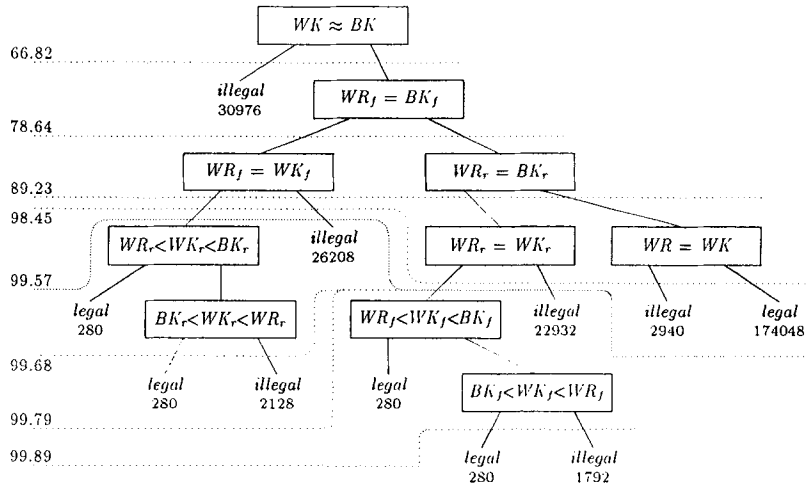 WK ≈ BK
66.82
illegal
30976
WR_f = BK_f
78.64
WR_f = WK_f
WR_r = BK_r
89.23
98.45
WR_r<WK_r<BK_r
illegal
26208
WR_r = WK_r
WR = WK
99.57
legal
280
BK_r<WK_r<WR_r
WR_f<WK_f<BK_f
illegal
22932
illegal
2940
legal
174048
99.68
legal
280
illegal
2128
legal
280
BK_f<WK_f<WR_f
99.79
99.89
legal
280
illegal
1792